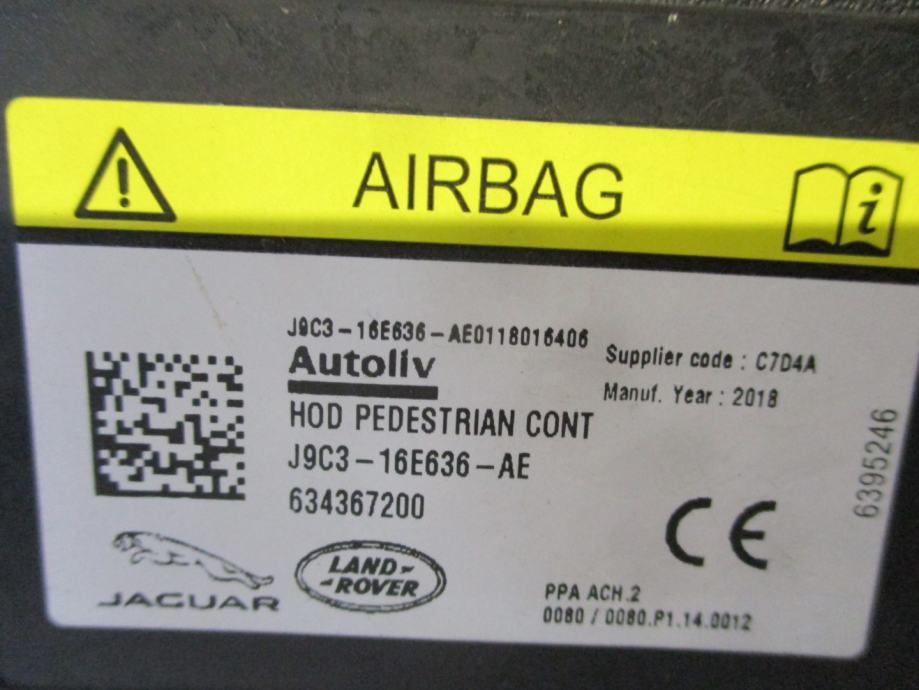 AIRBAG
J9C3-16E636-AE0118016406
Autoliv
HOD PEDESTRIAN CONT
J9C3-16E636-AE
634367200
Supplier code : C7D4A
Manuf. Year : 2018
6395246
CE
JAGUAR
LAND-
-ROVER
PPA ACH.2
0080 / 0080.P1.14.0012